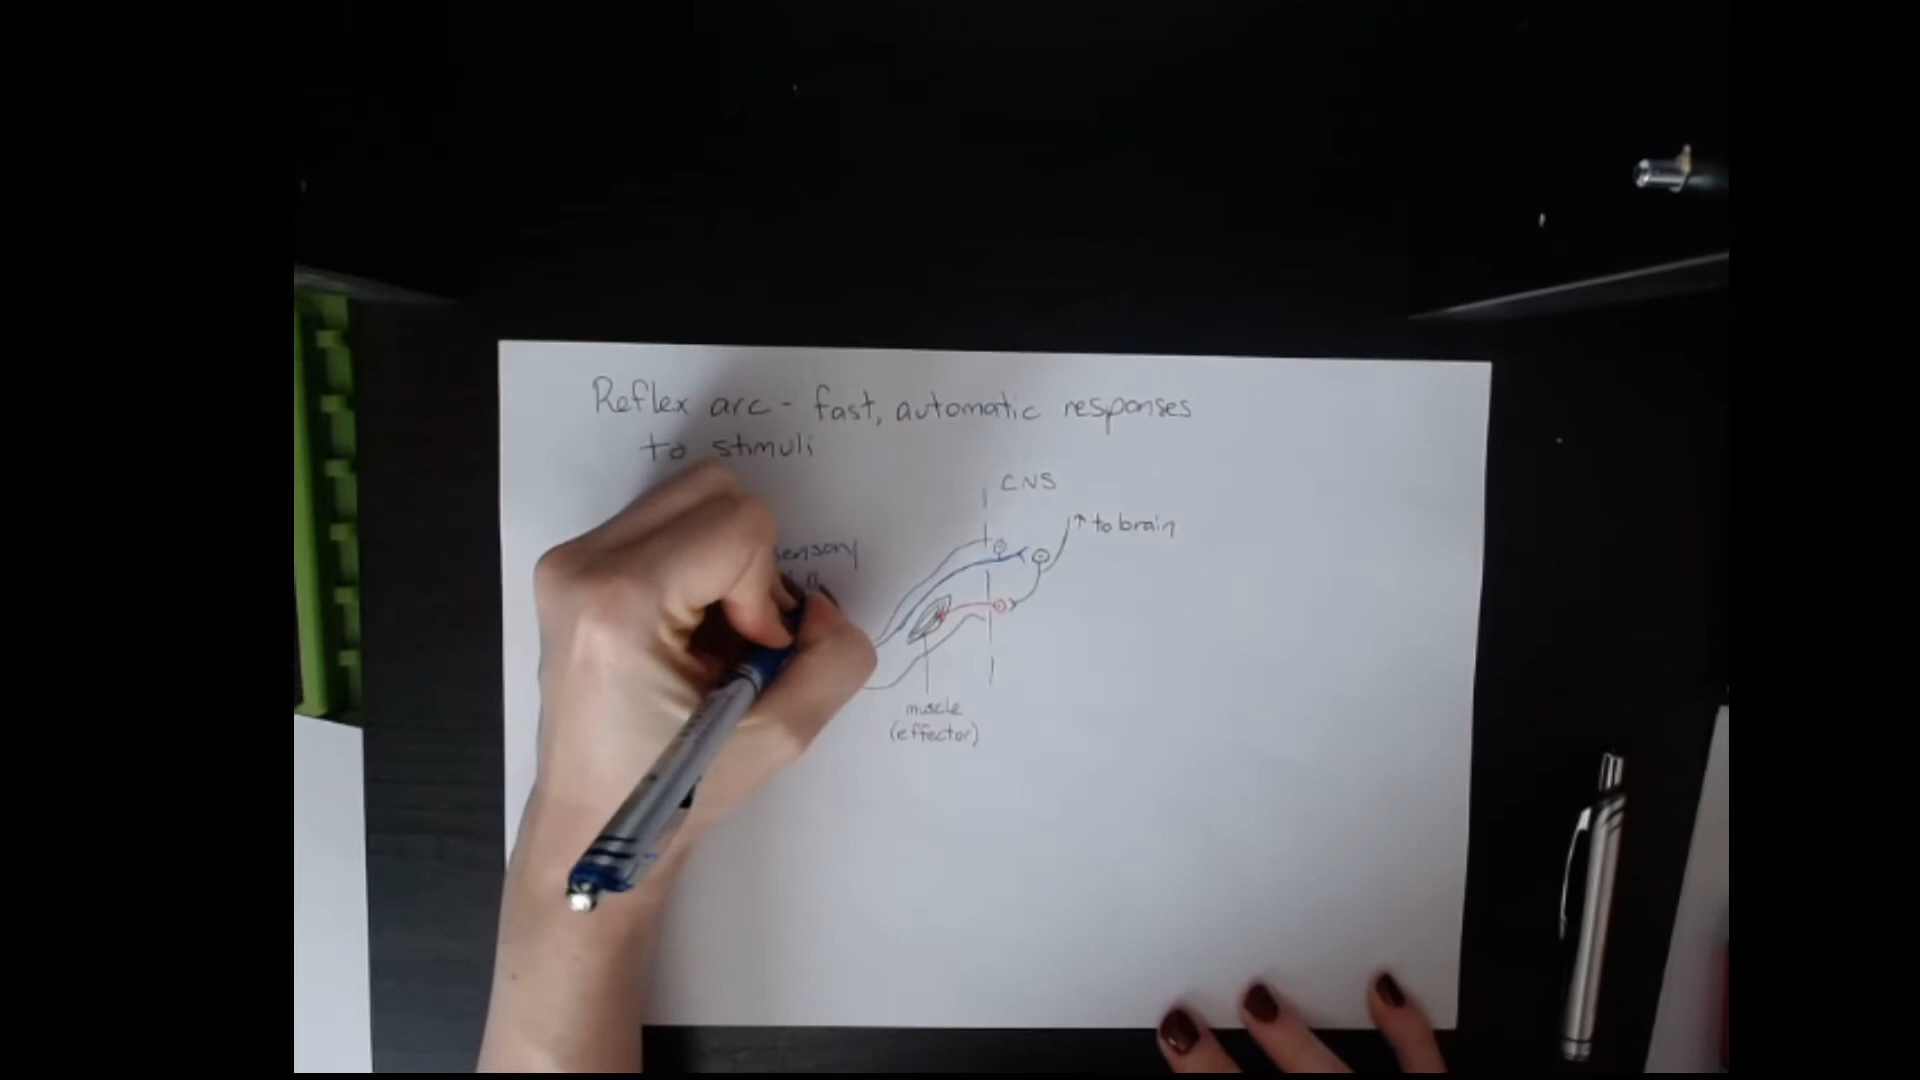 Reflex arc - fast, automatic responses
to stimuli
CNS
↑ to brain
sensory
muscle
(effector)